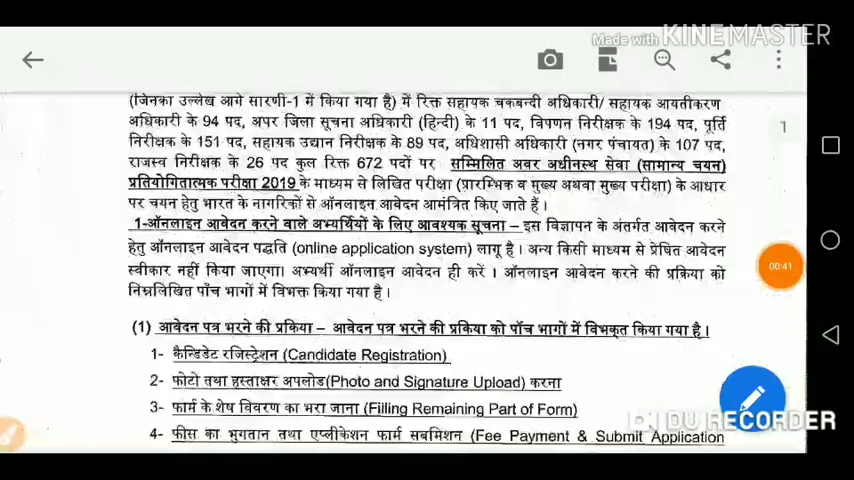 Made with KINEMASTER
(जिनका उल्लेख आगे सारणी-1 में किया गया है) में रिक्त सहायक चकबन्दी अधिकारी/ सहायक आयतीकरण
अधिकारी के 94 पद, अपर जिला सूचना अधिकारी (हिन्दी) के 11 पद, विपणन निरीक्षक के 194 पद, पूर्ति
निरीक्षक के 151 पद, सहायक उद्यान निरीक्षक के 89 पद, अधिशासी अधिकारी (नगर पंचायत) के 107 पद,
राजस्व निरीक्षक के 26 पद कुल रिक्त 672 पदों पर सम्मिलित अवर अधीनस्थ सेवा (सामान्य चयन)
प्रतियोगितात्मक परीक्षा 2019 के माध्यम से लिखित परीक्षा (प्रारम्भिक व मुख्य अथवा मुख्य परीक्षा) के आधार
पर चयन हेतु भारत के नागरिकों से ऑनलाइन आवेदन आमंत्रित किए जाते हैं।
1-ऑनलाइन आवेदन करने वाले अभ्यर्थियों के लिए आवश्यक सूचना – इस विज्ञापन के अंतर्गत आवेदन करने
हेतु ऑनलाइन आवेदन पद्धति (online application system) लागू है। अन्य किसी माध्यम से प्रेषित आवेदन
स्वीकार नहीं किया जाएगा। अभ्यर्थी ऑनलाइन आवेदन ही करें । ऑनलाइन आवेदन करने की प्रक्रिया को
निम्नलिखित पाँच भागों में विभक्त किया गया है।
(1) आवेदन पत्र भरने की प्रकिया – आवेदन पत्र भरने की प्रकिया को पाँच भागों में विभक्त किया गया है।
1- कैन्डिडेट रजिस्ट्रेशन (Candidate Registration)
2- फोटो तथा हस्ताक्षर अपलोड(Photo and Signature Upload) करना
3- फार्म के शेष विवरण का भरा जाना (Filling Remaining Part of Form)
4- फीस का भुगतान तथा एप्लीकेशन फार्म सबमिशन (Fee Payment & Submit Application
1
00:41
DU RECORDER